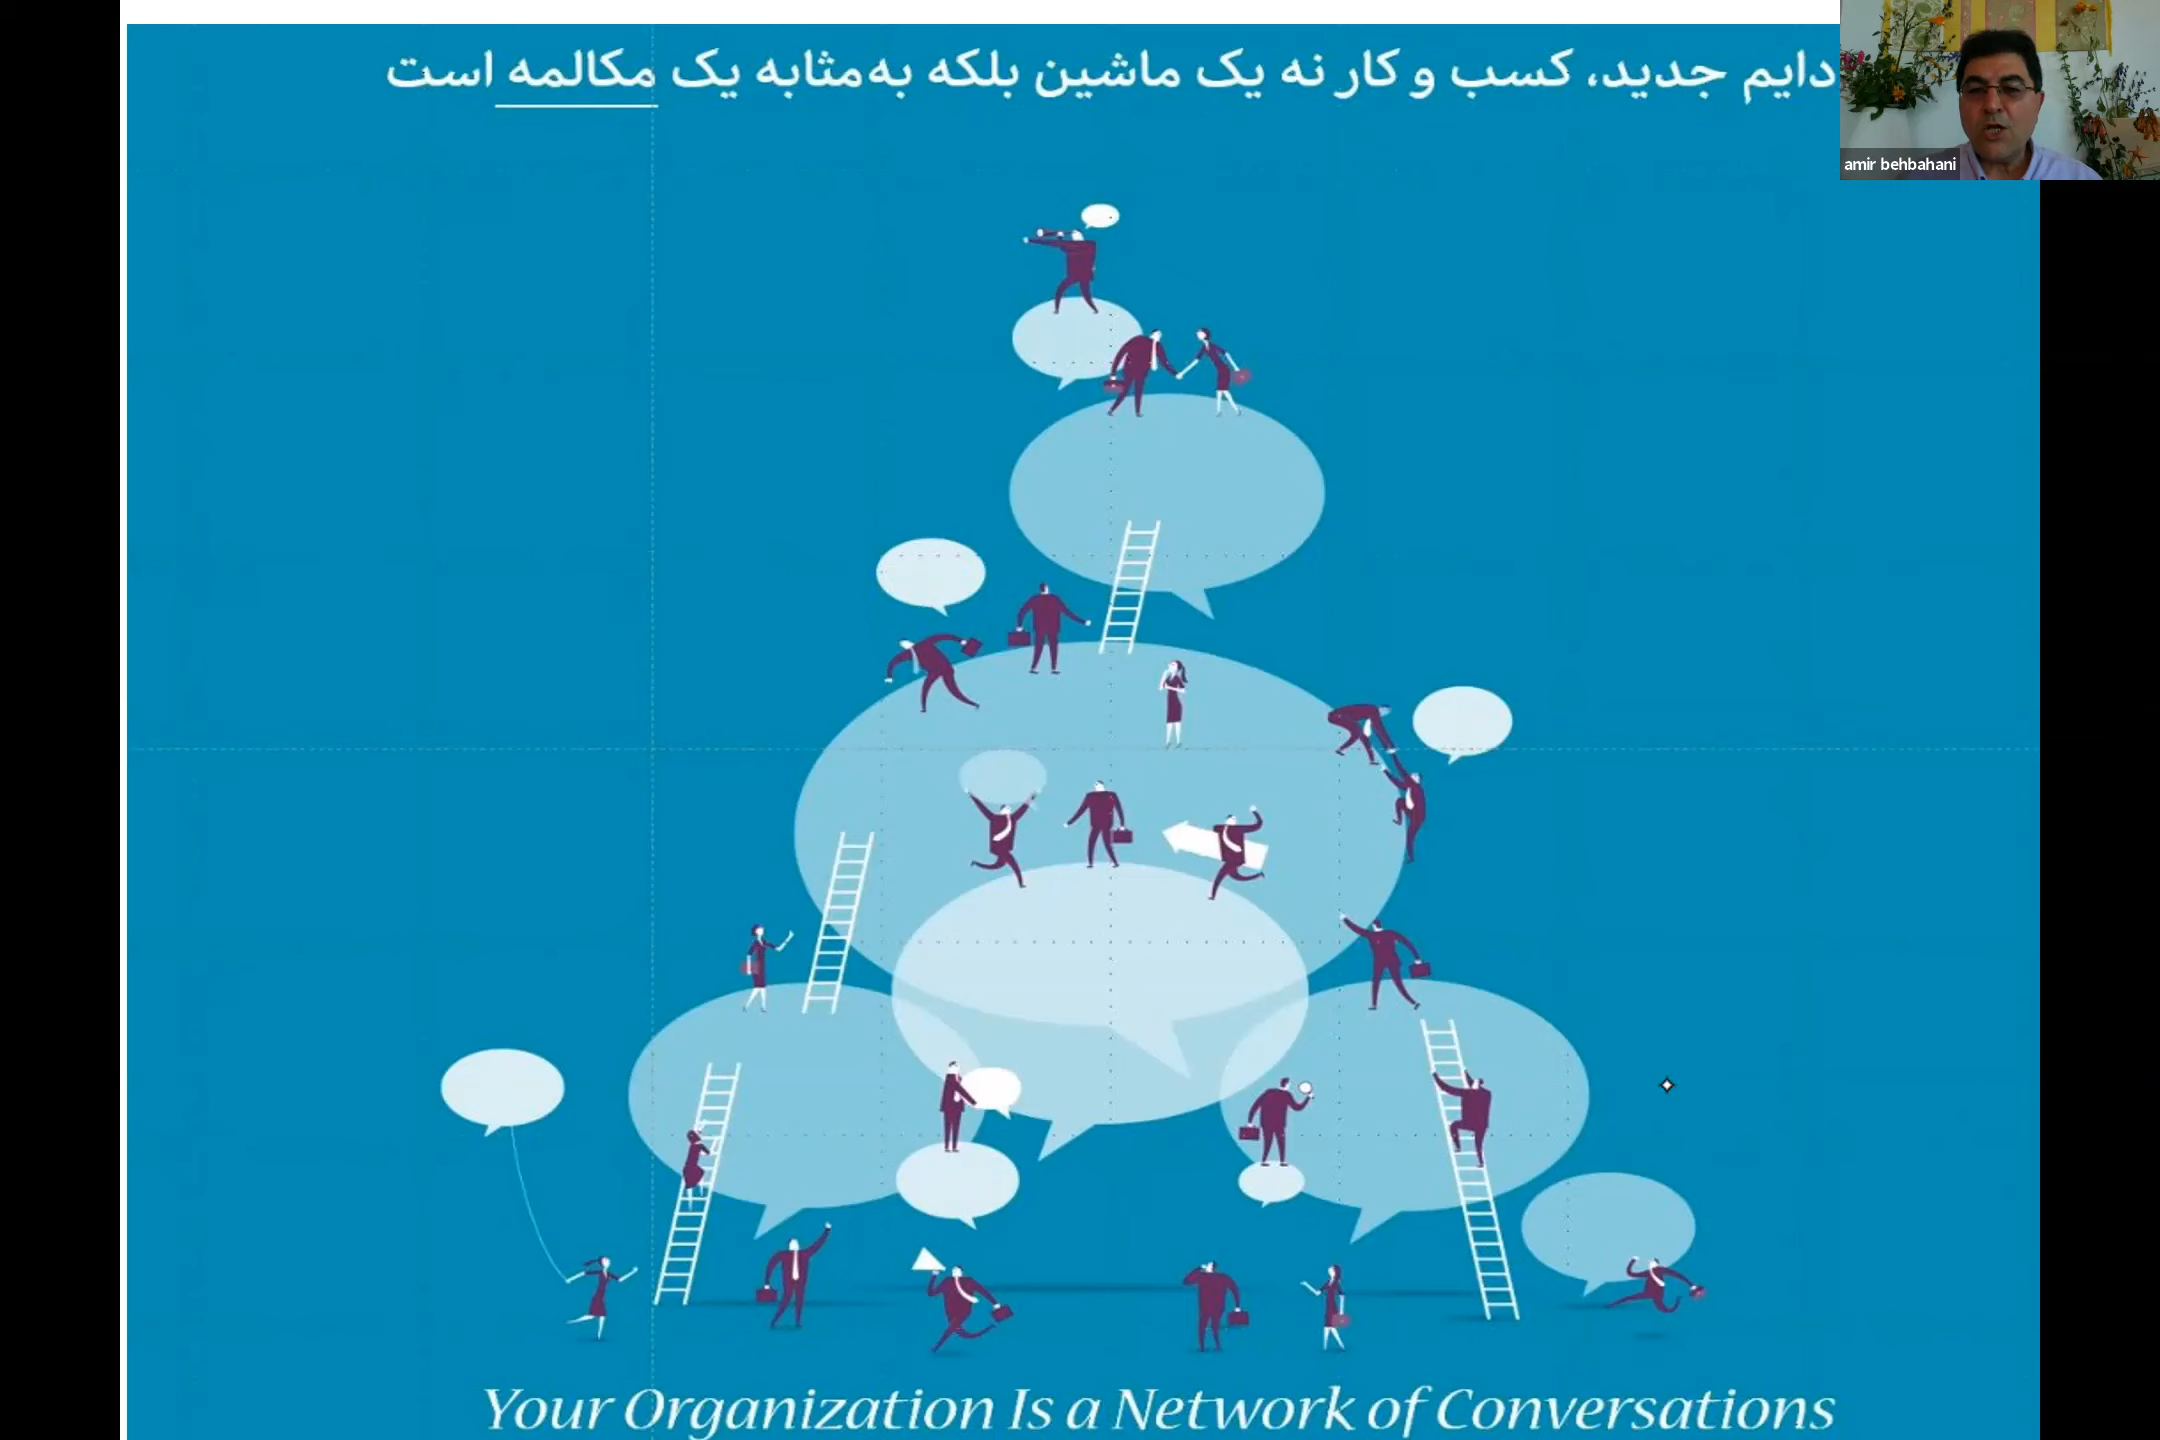 دایم جدید، کسب و کار نه یک ماشین بلکه به‌مثابه یک مکالمه است
amir behbahani
Your Organization Is a Network of Conversations